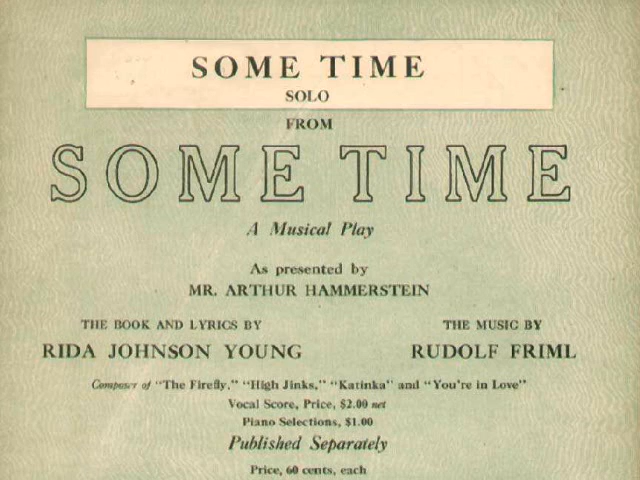 SOME TIME
SOLO
FROM
SOME TIME
A Musical Play
As presented by
MR. ARTHUR HAMMERSTEIN
THE BOOK AND LYRICS BY
RIDA JOHNSON YOUNG
THE MUSIC BY
RUDOLF FRIML
Composer of "The Firefly," "High Jinks," "Katinka" and "You're in Love"
Vocal Score, Price, $2.00 net
Piano Selections, $1.00
Published Separately
Price, 60 cents, each